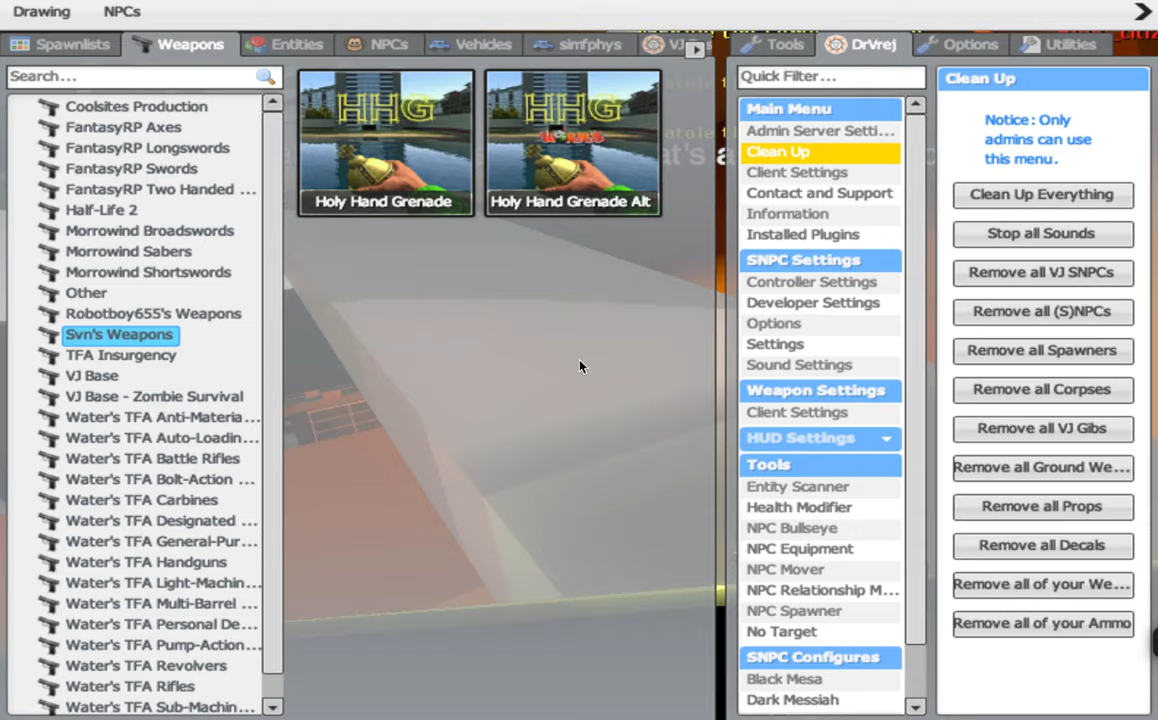 Drawing
NPCs
Spawnlists
Weapons
Entities
NPCs
Vehicles
simfphys
Tools
DrVrej
Options
Utilities
Search...
Coolsites Production
FantasyRP Axes
FantasyRP Longswords
FantasyRP Swords
FantasyRP Two Handed ...
Half-Life 2
Morrowind Broadswords
Morrowind Sabers
Morrowind Shortswords
Other
Robotboy655's Weapons
Svn's Weapons
TFA Insurgency
VJ Base
VJ Base - Zombie Survival
Water's TFA Anti-Materia...
Water's TFA Auto-Loadin...
Water's TFA Battle Rifles
Water's TFA Bolt-Action ...
Water's TFA Carbines
Water's TFA Designated ...
Water's TFA General-Pur...
Water's TFA Handguns
Water's TFA Light-Machin...
Water's TFA Multi-Barrel ...
Water's TFA Personal De...
Water's TFA Pump-Action...
Water's TFA Revolvers
Water's TFA Rifles
Water's TFA Sub-Machin...
HHG
Holy Hand Grenade
HHG
Holy Hand Grenade Alt
Quick Filter...
Main Menu
Admin Server Setti...
Clean Up
Client Settings
Contact and Support
Information
Installed Plugins
SNPC Settings
Controller Settings
Developer Settings
Options
Settings
Sound Settings
Weapon Settings
Client Settings
HUD Settings
Tools
Entity Scanner
Health Modifier
NPC Bullseye
NPC Equipment
NPC Mover
NPC Relationship M...
NPC Spawner
No Target
SNPC Configures
Black Mesa
Dark Messiah
Clean Up
Notice: Only
admins can use
this menu.
Clean Up Everything
Stop all Sounds
Remove all VJ SNPCs
Remove all (S)NPCs
Remove all Spawners
Remove all Corpses
Remove all VJ Gibs
Remove all Ground We...
Remove all Props
Remove all Decals
Remove all of your We...
Remove all of your Ammo